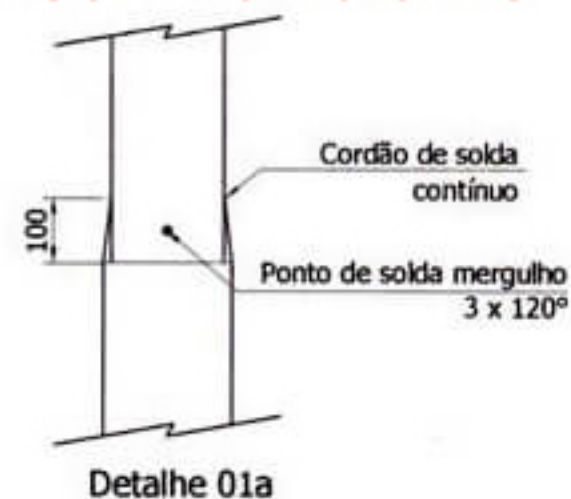 Cordão de solda
contínuo
100
Ponto de solda mergulho
3 x 120°
Detalhe 01a